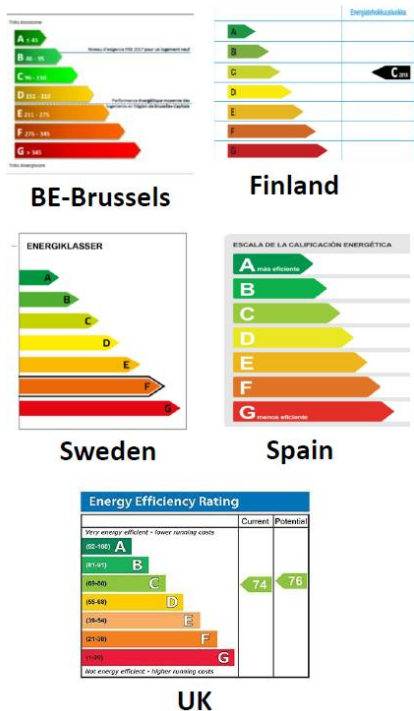 A ≤ 45
B 46 - 95
C 96 - 150
D 151 - 210
E 211 - 275
F 276 - 345
G > 345
BE-Brussels
Energiatehokkuusluokka
A
B
C
D
E
F
G
C 2018
Finland
ENERGIKLASSER
A
B
C
D
E
F
G
Sweden
ESCALA DE LA CALIFICACIÓN ENERGÉTICA
A más eficiente
B
C
D
E
F
G menos eficiente
Spain
Energy Efficiency Rating
Current Potential
Very energy efficient - lower running costs
(92-100) A
(81-91) B
(69-80) C
74 76
(55-68) D
(39-54) E
(21-38) F
(1-20) G
Not energy efficient - higher running costs
UK